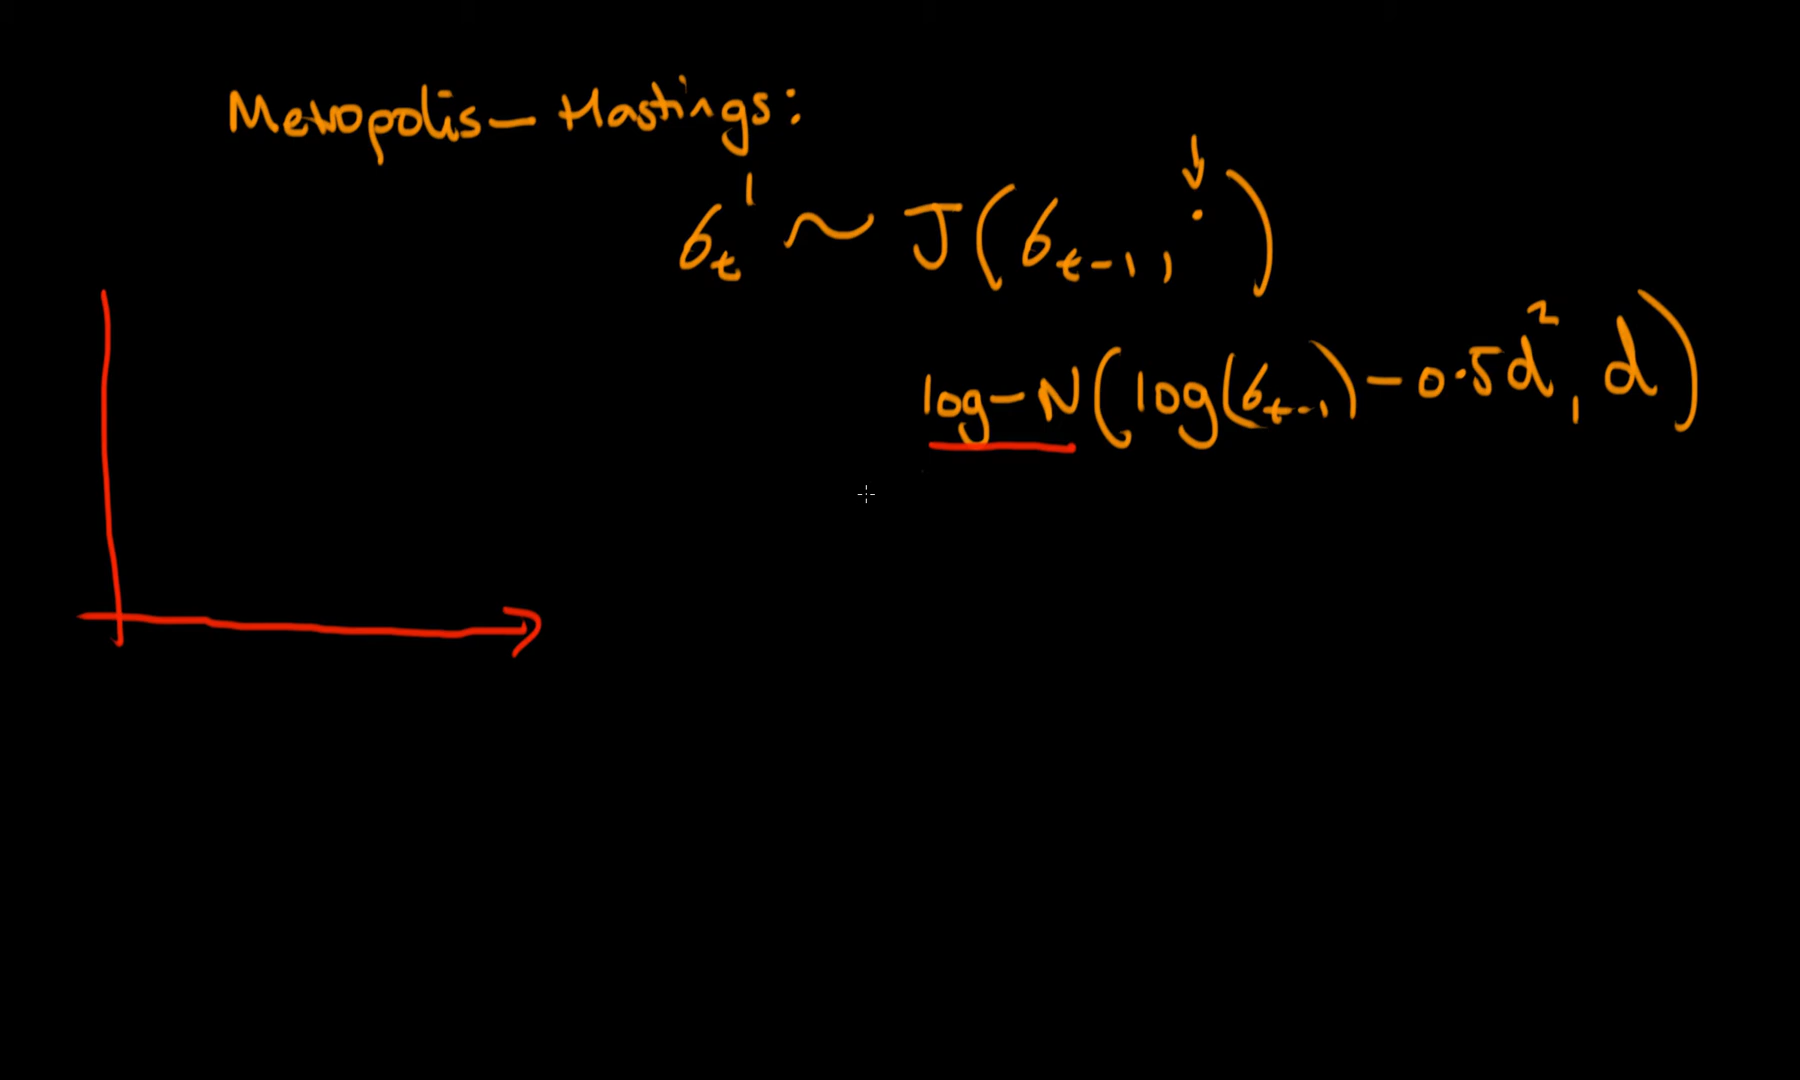 Metropolis-Hastings:
σₜ' ~ J(σₜ₋₁, ·)
log-N(log(σₜ₋₁) - 0.5d², d)